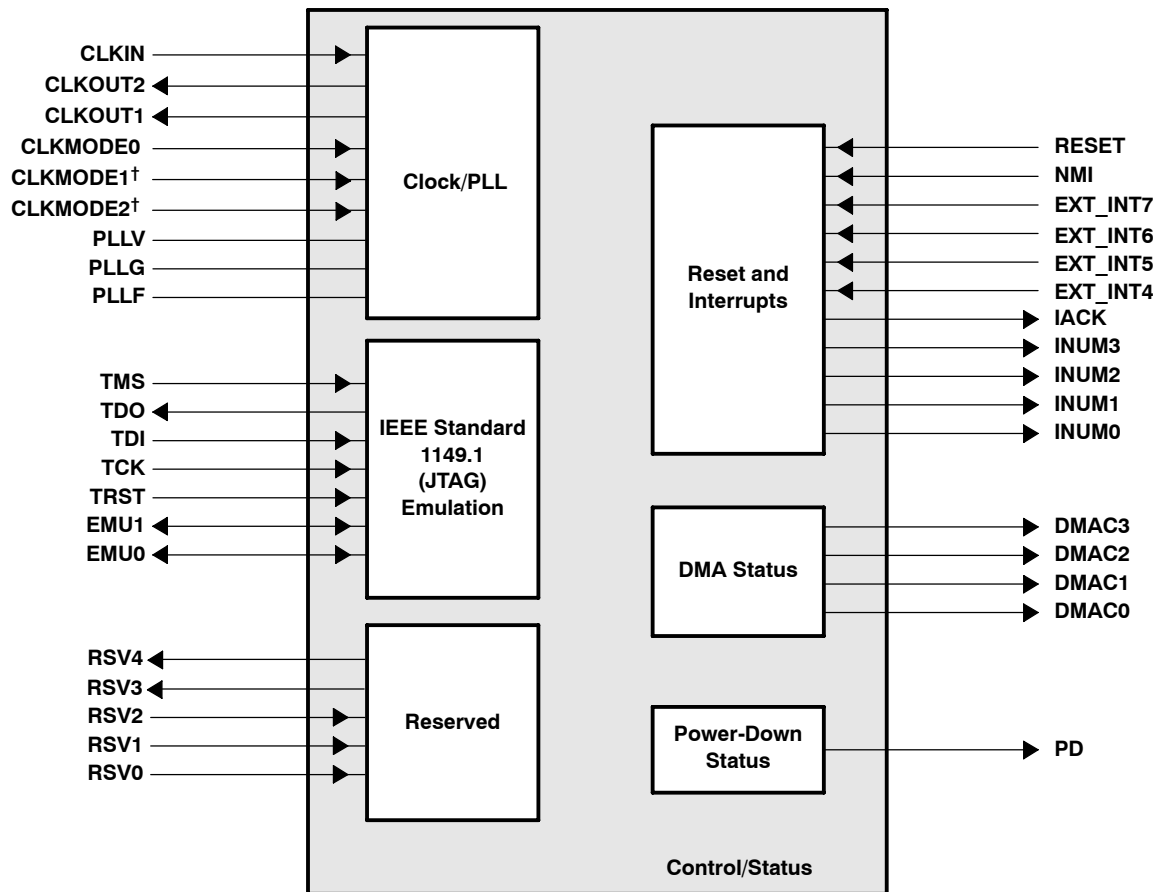 CLKIN
CLKOUT2
CLKOUT1
CLKMODE0
CLKMODE1†
CLKMODE2†
PLLV
PLLG
PLLF
Clock/PLL
TMS
TDO
TDI
TCK
TRST
EMU1
EMU0
IEEE Standard
1149.1
(JTAG)
Emulation
RSV4
RSV3
RSV2
RSV1
RSV0
Reserved
Reset and
Interrupts
RESET
NMI
EXT_INT7
EXT_INT6
EXT_INT5
EXT_INT4
IACK
INUM3
INUM2
INUM1
INUM0
DMA Status
DMAC3
DMAC2
DMAC1
DMAC0
Power-Down
Status
PD
Control/Status